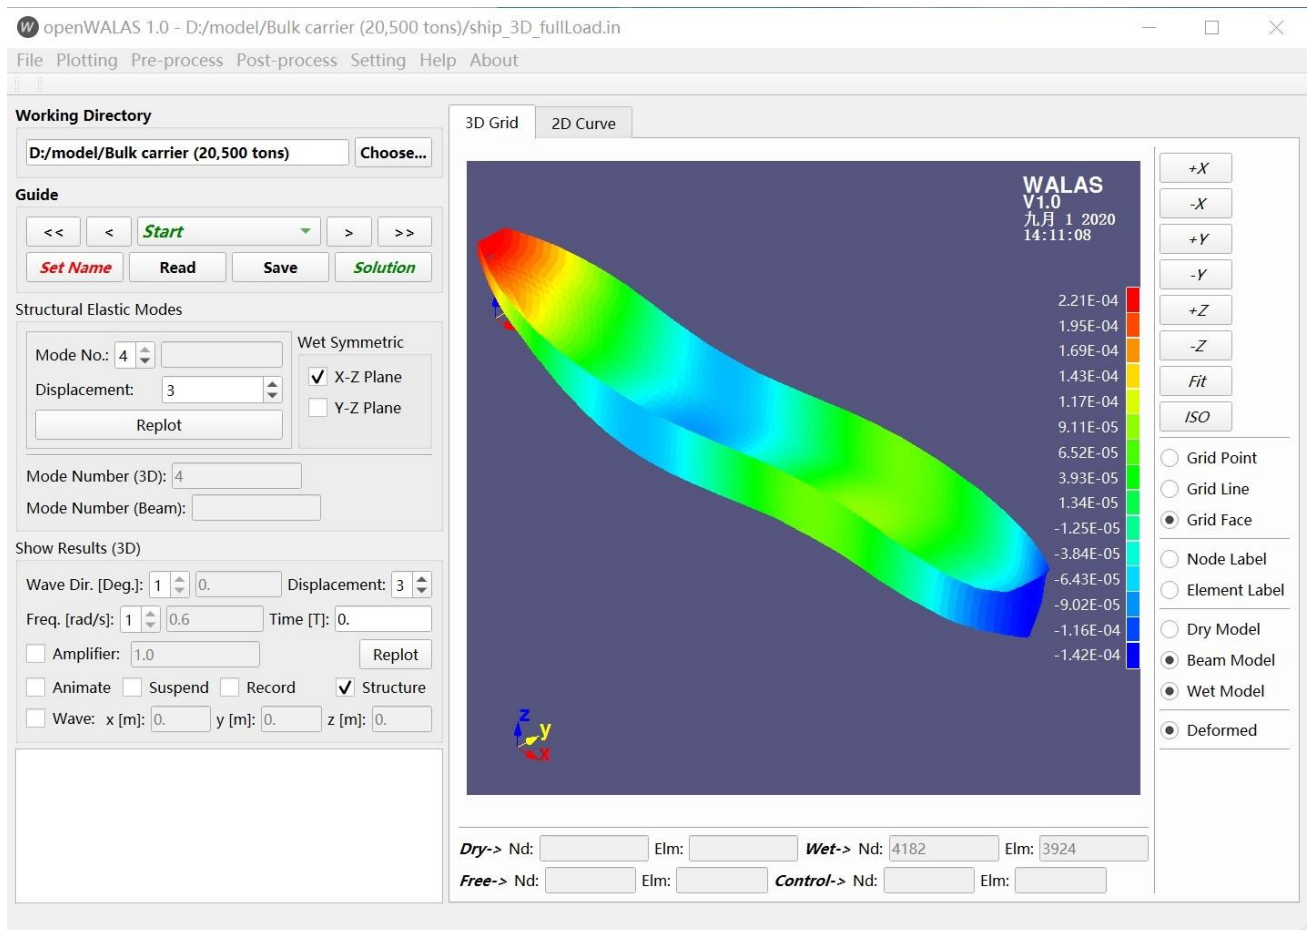 W openWALAS 1.0 - D:/model/Bulk carrier (20,500 tons)/ship_3D_fullLoad.in
File Plotting Pre-process Post-process Setting Help About
Working Directory
D:/model/Bulk carrier (20,500 tons) Choose...
Guide
<< < Start > >>
Set Name Read Save Solution
Structural Elastic Modes
Mode No.: 4
Displacement: 3
Replot
Wet Symmetric
X-Z Plane
Y-Z Plane
Mode Number (3D): 4
Mode Number (Beam):
Show Results (3D)
Wave Dir. [Deg.]: 1 0. Displacement: 3
Freq. [rad/s]: 1 0.6 Time [T]: 0.
Amplifier: 1.0 Replot
Animate Suspend Record Structure
Wave: x [m]: 0. y [m]: 0. z [m]: 0.
3D Grid 2D Curve
WALAS
V1.0
九月 1 2020
14:11:08
2.21E-04
1.95E-04
1.69E-04
1.43E-04
1.17E-04
9.11E-05
6.52E-05
3.93E-05
1.34E-05
-1.25E-05
-3.84E-05
-6.43E-05
-9.02E-05
-1.16E-04
-1.42E-04
z
y
x
+X
-X
+Y
-Y
+Z
-Z
Fit
ISO
Grid Point
Grid Line
Grid Face
Node Label
Element Label
Dry Model
Beam Model
Wet Model
Deformed
Dry-> Nd: Elm: Wet-> Nd: 4182 Elm: 3924
Free-> Nd: Elm: Control-> Nd: Elm: